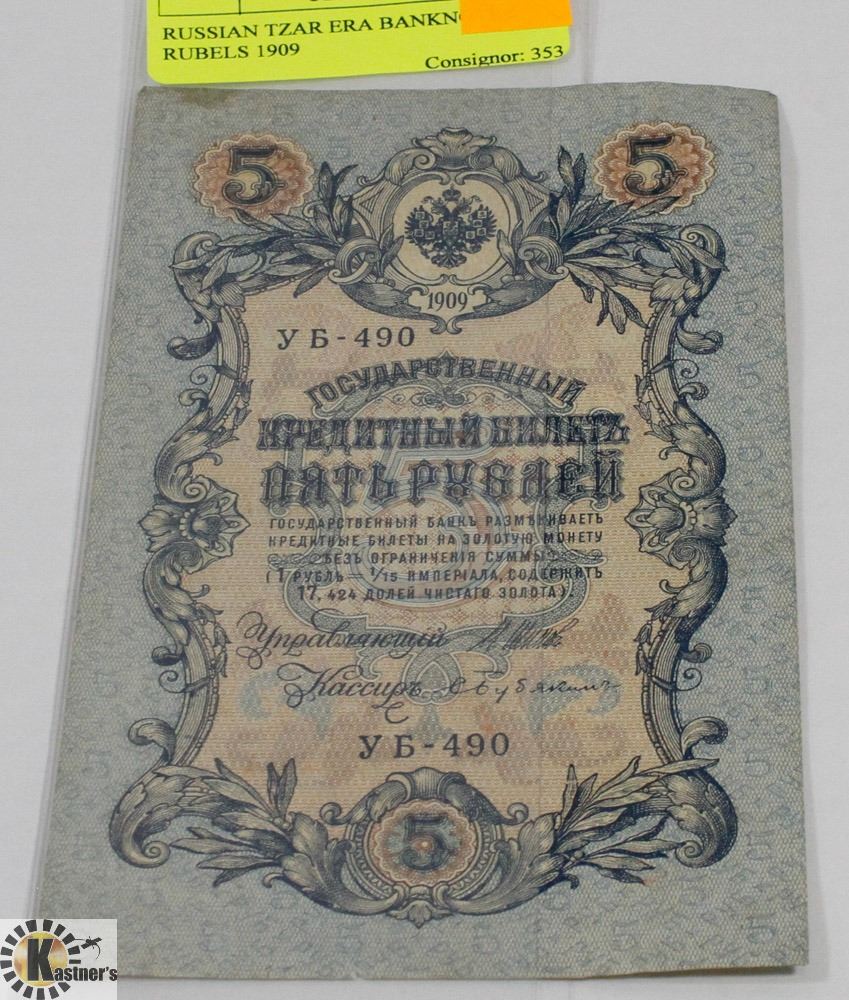 RUSSIAN TZAR ERA
RUBELS 1909
Consignor: 353
5
5
1909
УБ-490
ГОСУДАРСТВЕННЫЙ
КРЕДИТНЫЙ БИЛЕТЪ
ПЯТЬ РУБЛЕЙ
ГОСУДАРСТВЕННЫЙ БАНКЪ РАЗМѢНИВАЕТЪ
КРЕДИТНЫЕ БИЛЕТЫ НА ЗОЛОТУЮ МОНЕТУ
БЕЗЪ ОГРАНИЧЕНІЯ СУММЫ
(1 РУБЛЬ = 1/15 ИМПЕРІАЛА, СОДЕРЖИТЪ
17,424 ДОЛЕЙ ЧИСТАГО ЗОЛОТА).
Управляющій
Кассиръ
УБ-490
5
Kastner's